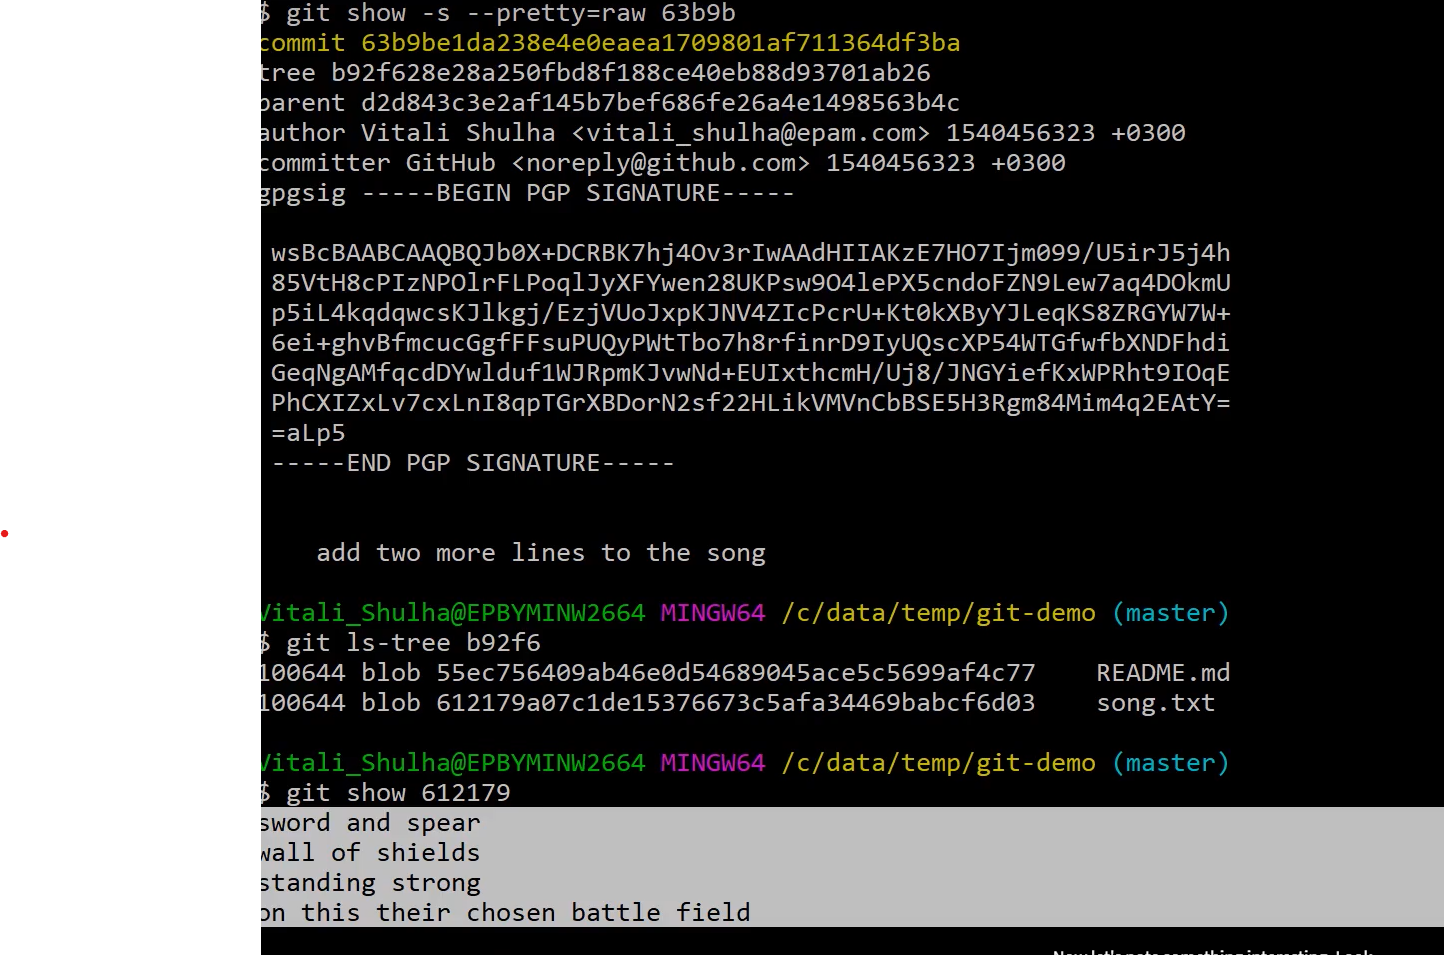 $ git show -s --pretty=raw 63b9b
commit 63b9be1da238e4e0eaea1709801af711364df3ba
tree b92f628e28a250fbd8f188ce40eb88d93701ab26
parent d2d843c3e2af145b7bef686fe26a4e1498563b4c
author Vitali Shulha <vitali_shulha@epam.com> 1540456323 +0300
committer GitHub <noreply@github.com> 1540456323 +0300
gpgsig -----BEGIN PGP SIGNATURE-----
wsBcBAABCAAQBQJb0X+DCRBK7hj4Ov3rIwAAdHIIAKzE7HO7Ijm099/U5irJ5j4h
85VtH8cPIzNPOlrFLPoqlJyXFYwen28UKPsw9O4lePX5cndoFZN9Lew7aq4DOkmU
p5iL4kqdqwcsKJlkgj/EzjVUoJxpKJNV4ZIcPcrU+Kt0kXByYJLeqKS8ZRGYW7W+
6ei+ghvBfmcucGgfFFsuPUQyPWtTbo7h8rfinrD9IyUQscXP54WTGfwfbXNDFhdi
GeqNgAMfqcdDYwlduf1WJRpmKJvwNd+EUIxthcmH/Uj8/JNGYiefKxWPRht9IOqE
PhCXIZxLv7cxLnI8qpTGrXBDorN2sf22HLikVMVnCbBSE5H3Rgm84Mim4q2EAtY=
=aLp5
-----END PGP SIGNATURE-----
add two more lines to the song
Vitali_Shulha@EPBYMINW2664 MINGW64 /c/data/temp/git-demo (master)
$ git ls-tree b92f6
100644 blob 55ec756409ab46e0d54689045ace5c5699af4c77 README.md
100644 blob 612179a07c1de15376673c5afa34469babcf6d03 song.txt
Vitali_Shulha@EPBYMINW2664 MINGW64 /c/data/temp/git-demo (master)
$ git show 612179
sword and spear
wall of shields
standing strong
on this their chosen battle field